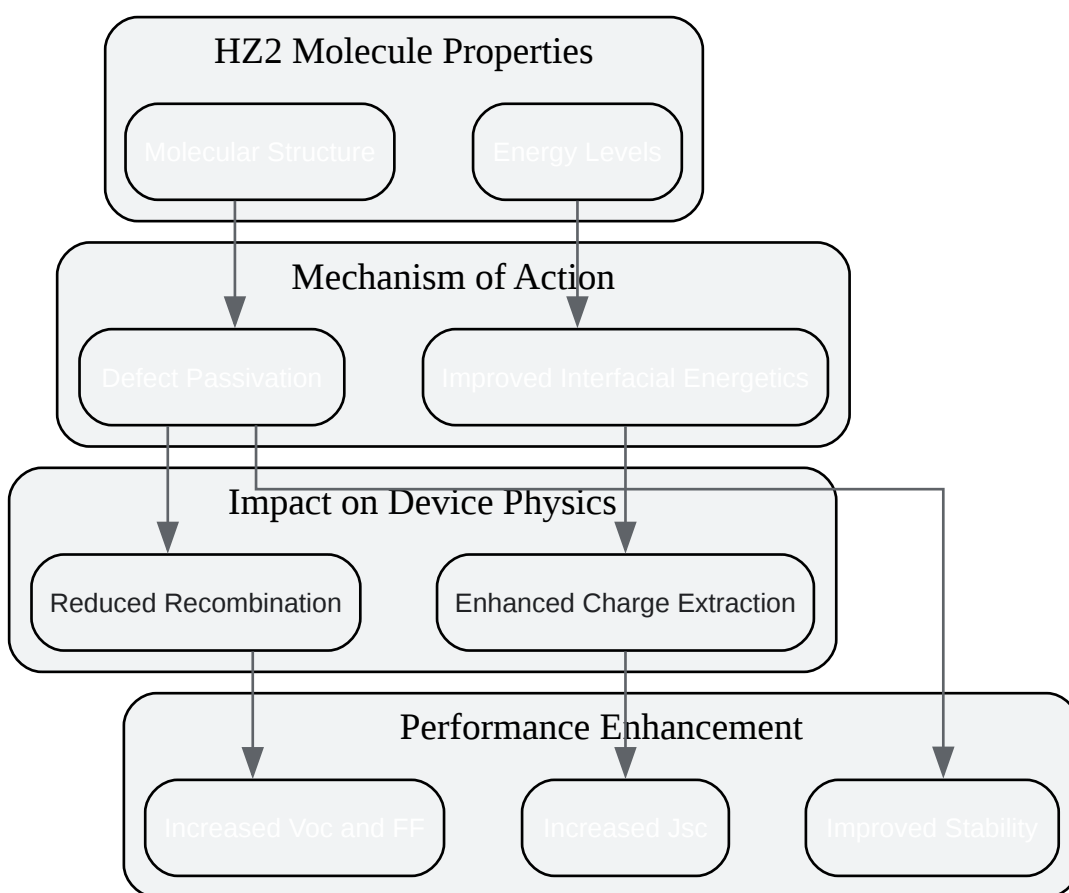 HZ2 Molecule Properties
Molecular Structure
Energy Levels
Mechanism of Action
Defect Passivation
Improved Interfacial Energetics
Impact on Device Physics
Reduced Recombination
Enhanced Charge Extraction
Performance Enhancement
Increased Voc and FF
Increased Jsc
Improved Stability